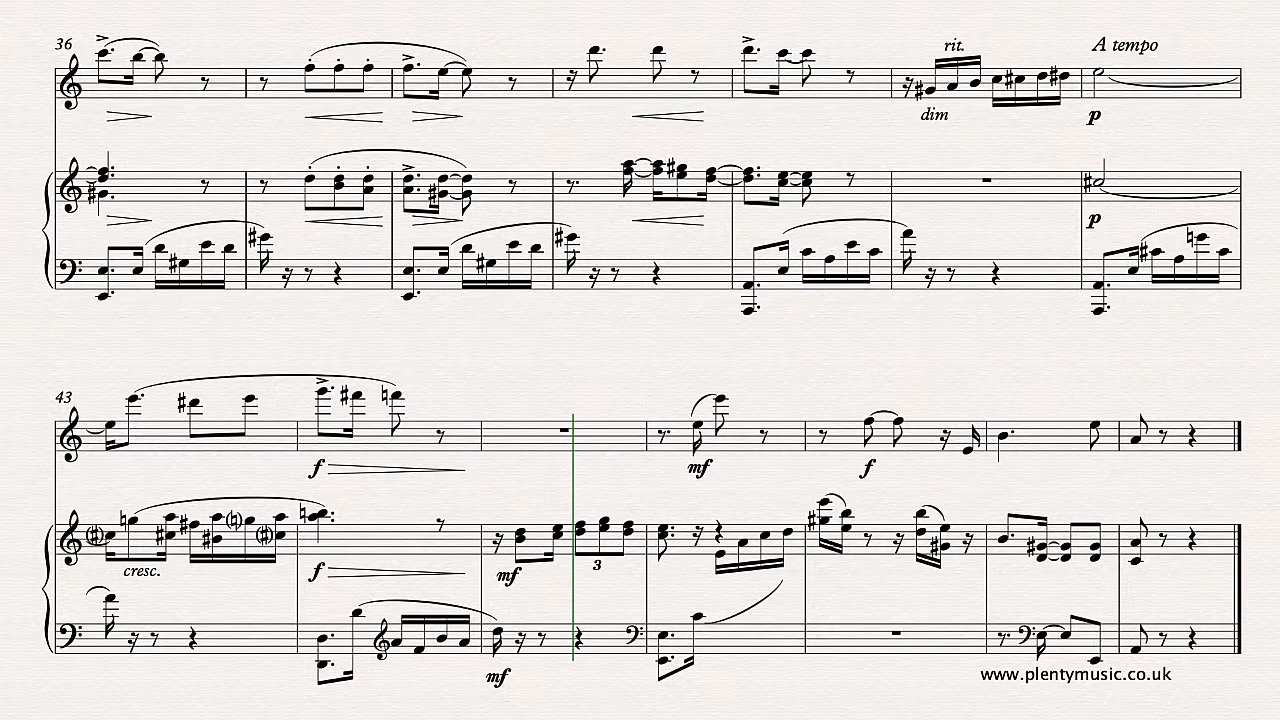 36
rit.
A tempo
dim
p
p
43
f
mf
f
cresc.
f
mf
3
mf
www.plentymusic.co.uk